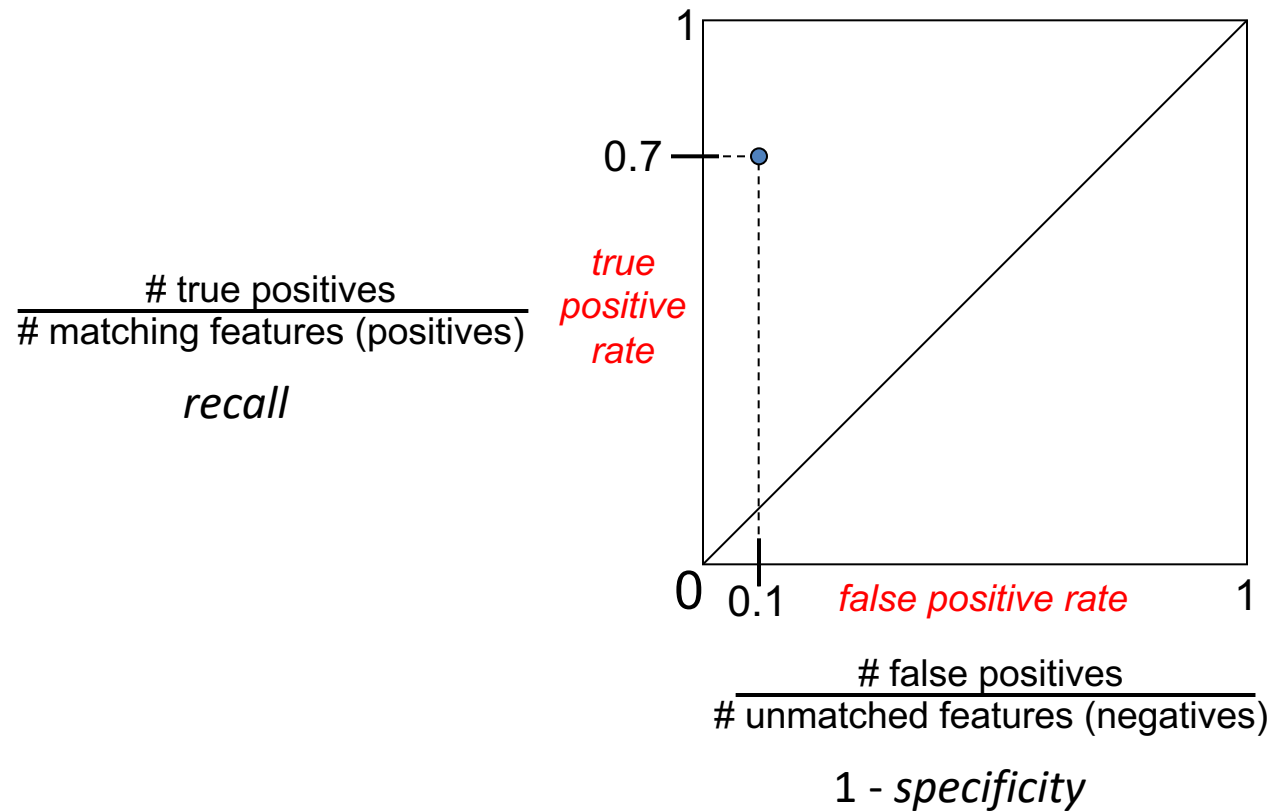 1
0.7
true
positive
rate
# true positives
# matching features (positives)
recall
0
0.1
false positive rate
1
# false positives
# unmatched features (negatives)
1 - specificity